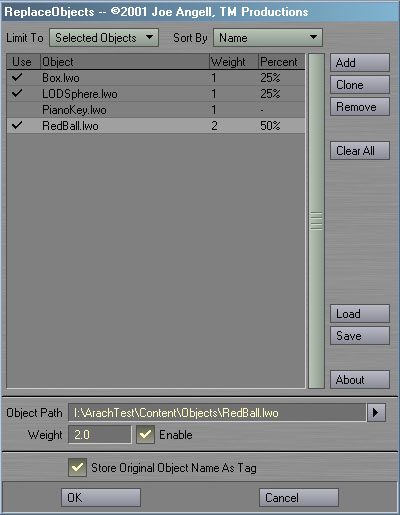 ReplaceObjects -- ©2001 Joe Angell, TM Productions
Limit To Selected Objects Sort By Name
Use Object Weight Percent
Box.lwo 1 25%
LODSphere.lwo 1 25%
PianoKey.lwo 1 -
RedBall.lwo 2 50%
Add
Clone
Remove
Clear All
Load
Save
About
Object Path I:\ArachTest\Content\Objects\RedBall.lwo
Weight 2.0 Enable
Store Original Object Name As Tag
OK Cancel